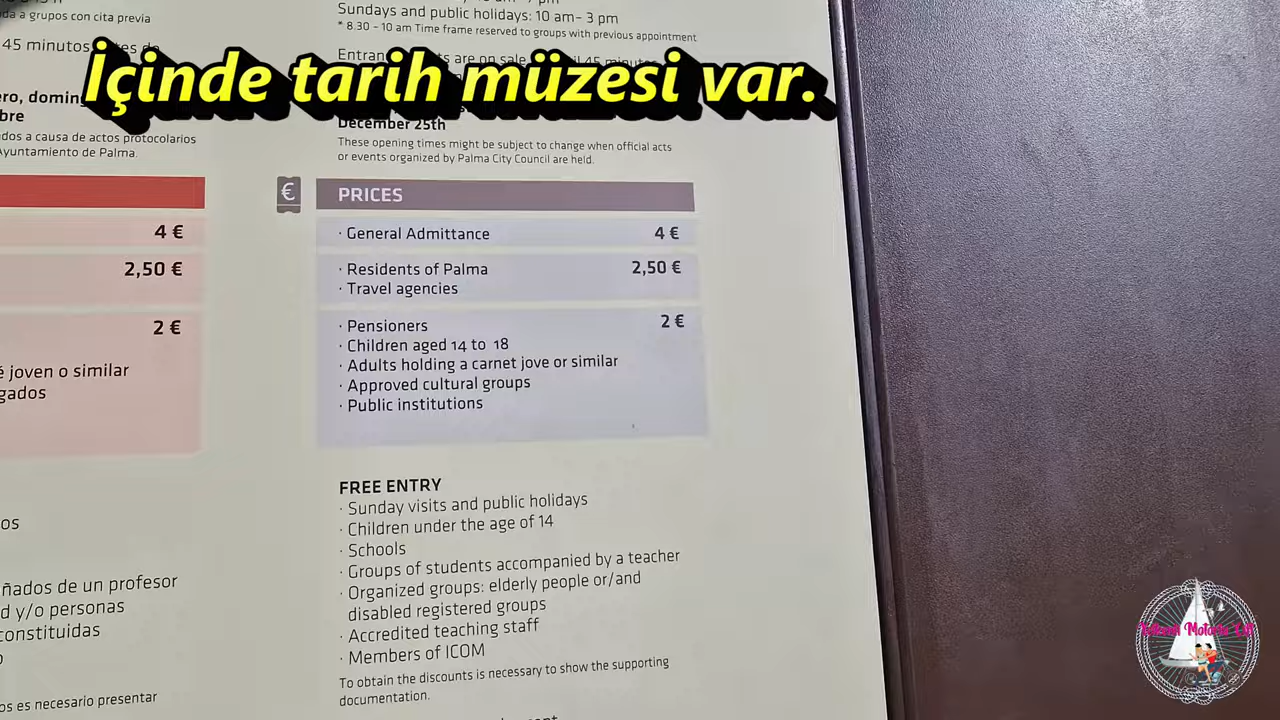 da a grupos con cita previa
45 minutos antes de
ero, doming
bre
dos a causa de actos protocolarios
Ayuntamiento de Palma.
4 €
2,50 €
2 €
é joven o similar
gados
os
ñados de un profesor
d y/o personas
constituidas
os es necesario presentar
Sundays and public holidays: 10 am- 3 pm
* 8.30 - 10 am Time frame reserved to groups with previous appointment
are on sale 45 minutes
İçinde tarih müzesi var.
December 25th
These opening times might be subject to change when official acts
or events organized by Palma City Council are held.
€ PRICES
· General Admittance 4 €
· Residents of Palma 2,50 €
· Travel agencies
· Pensioners 2 €
· Children aged 14 to 18
· Adults holding a carnet jove or similar
· Approved cultural groups
· Public institutions
FREE ENTRY
· Sunday visits and public holidays
· Children under the age of 14
· Schools
· Groups of students accompanied by a teacher
· Organized groups: elderly people or/and
disabled registered groups
· Accredited teaching staff
· Members of ICOM
To obtain the discounts is necessary to show the supporting
documentation.